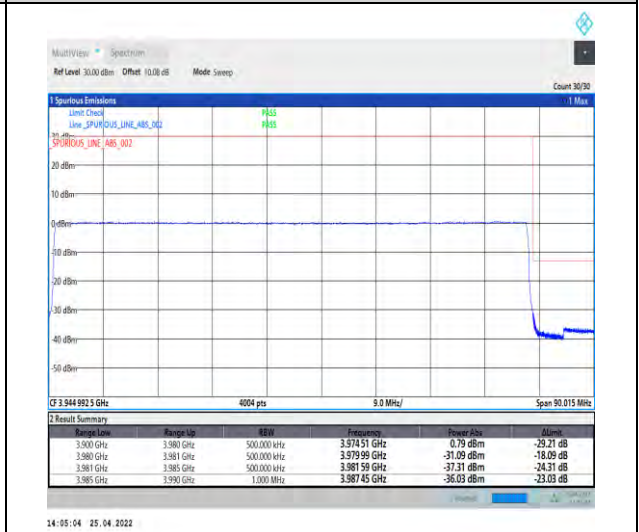 MultiView Spectrum
Ref Level 30.00 dBm Offset 10.00 dB Mode Sweep
Count 30/30
1 Spurious Emissions 1 Max
Limit Check PASS
Line _SPURIOUS_LINE_ABS_002 PASS
30 dBm
_SPURIOUS_LINE_ABS_002
20 dBm
10 dBm
0 dBm
-10 dBm
-20 dBm
-30 dBm
-40 dBm
-50 dBm
CF 3.944 992 5 GHz 4004 pts 9.0 MHz/ Span 90.015 MHz
2 Result Summary
Range Low Range Up RBW Frequency Power Abs ΔLimit
3.900 GHz 3.980 GHz 500.000 kHz 3.974 51 GHz 0.79 dBm -29.21 dB
3.980 GHz 3.981 GHz 500.000 kHz 3.979 99 GHz -31.09 dBm -18.09 dB
3.981 GHz 3.985 GHz 500.000 kHz 3.981 59 GHz -37.31 dBm -24.31 dB
3.985 GHz 3.990 GHz 1.000 MHz 3.987 45 GHz -36.03 dBm -23.03 dB
14:05:04 25.04.2022